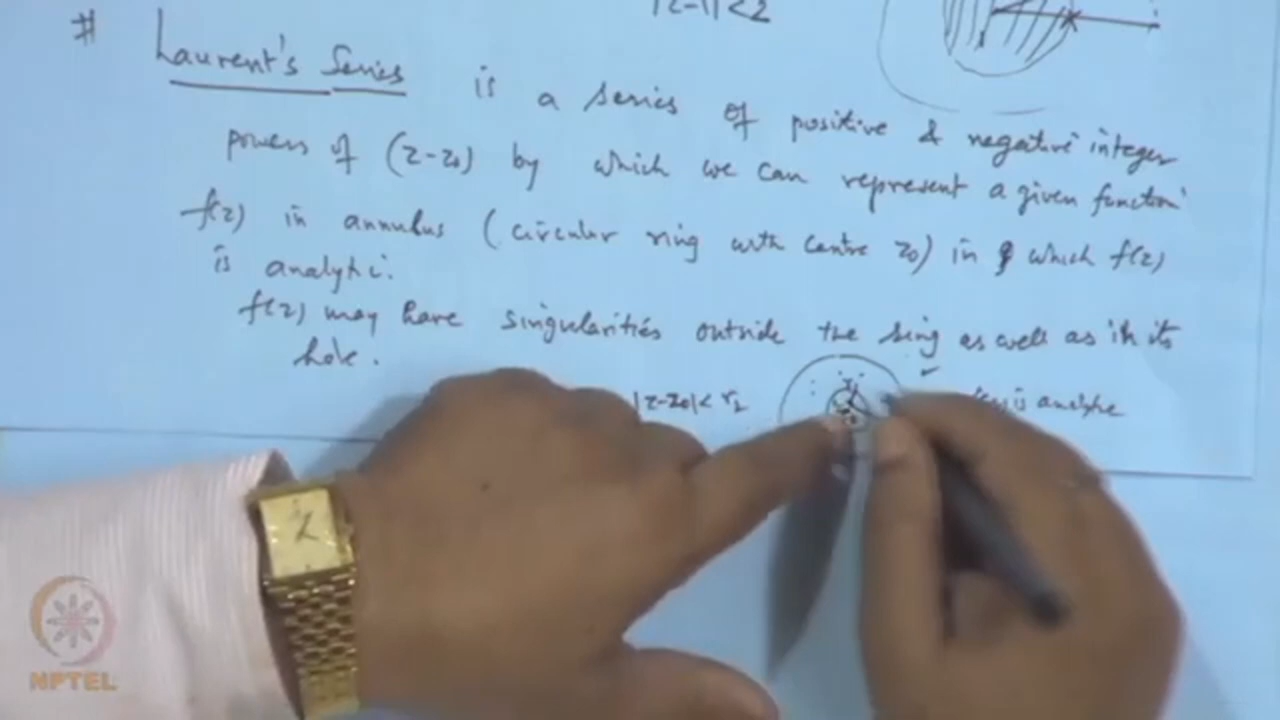 |z-1|<2
# Laurent's Series is a series of positive & negative integer
powers of (z-z0) by which we can represent a given function
f(z) in annulus (circular ring with centre z0) in which f(z)
is analytic.
f(z) may have singularities outside the ring as well as in its
hole.
|z-z0|< r2 is analytic
NPTEL